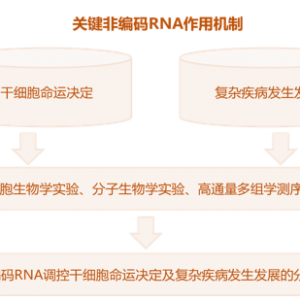 关键非编码RNA作用机制
干细胞命运决定
复杂疾病发生发
胞生物学实验、分子生物学实验、高通量多组学测序
码RNA调控干细胞命运决定及复杂疾病发生发展的分